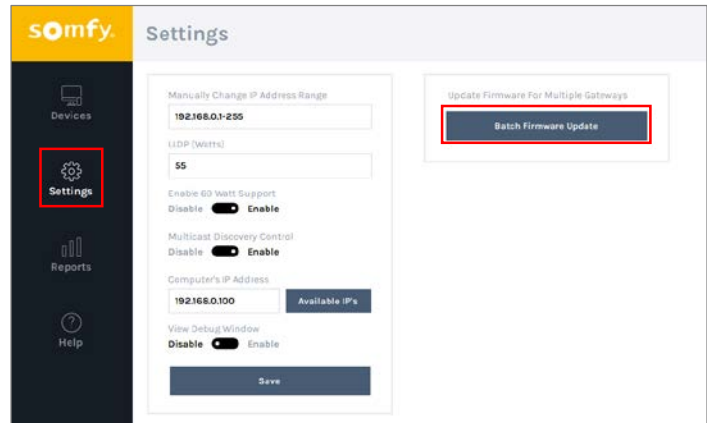 somfy.
Settings
Devices
Settings
Reports
Help
Manually Change IP Address Range
192.168.0.1-255
LLDP (Watts)
55
Enable 60 Watt Support
Disable Enable
Multicast Discovery Control
Disable Enable
Computer's IP Address
192.168.0.100 Available IP's
View Debug Window
Disable Enable
Save
Update Firmware For Multiple Gateways
Batch Firmware Update